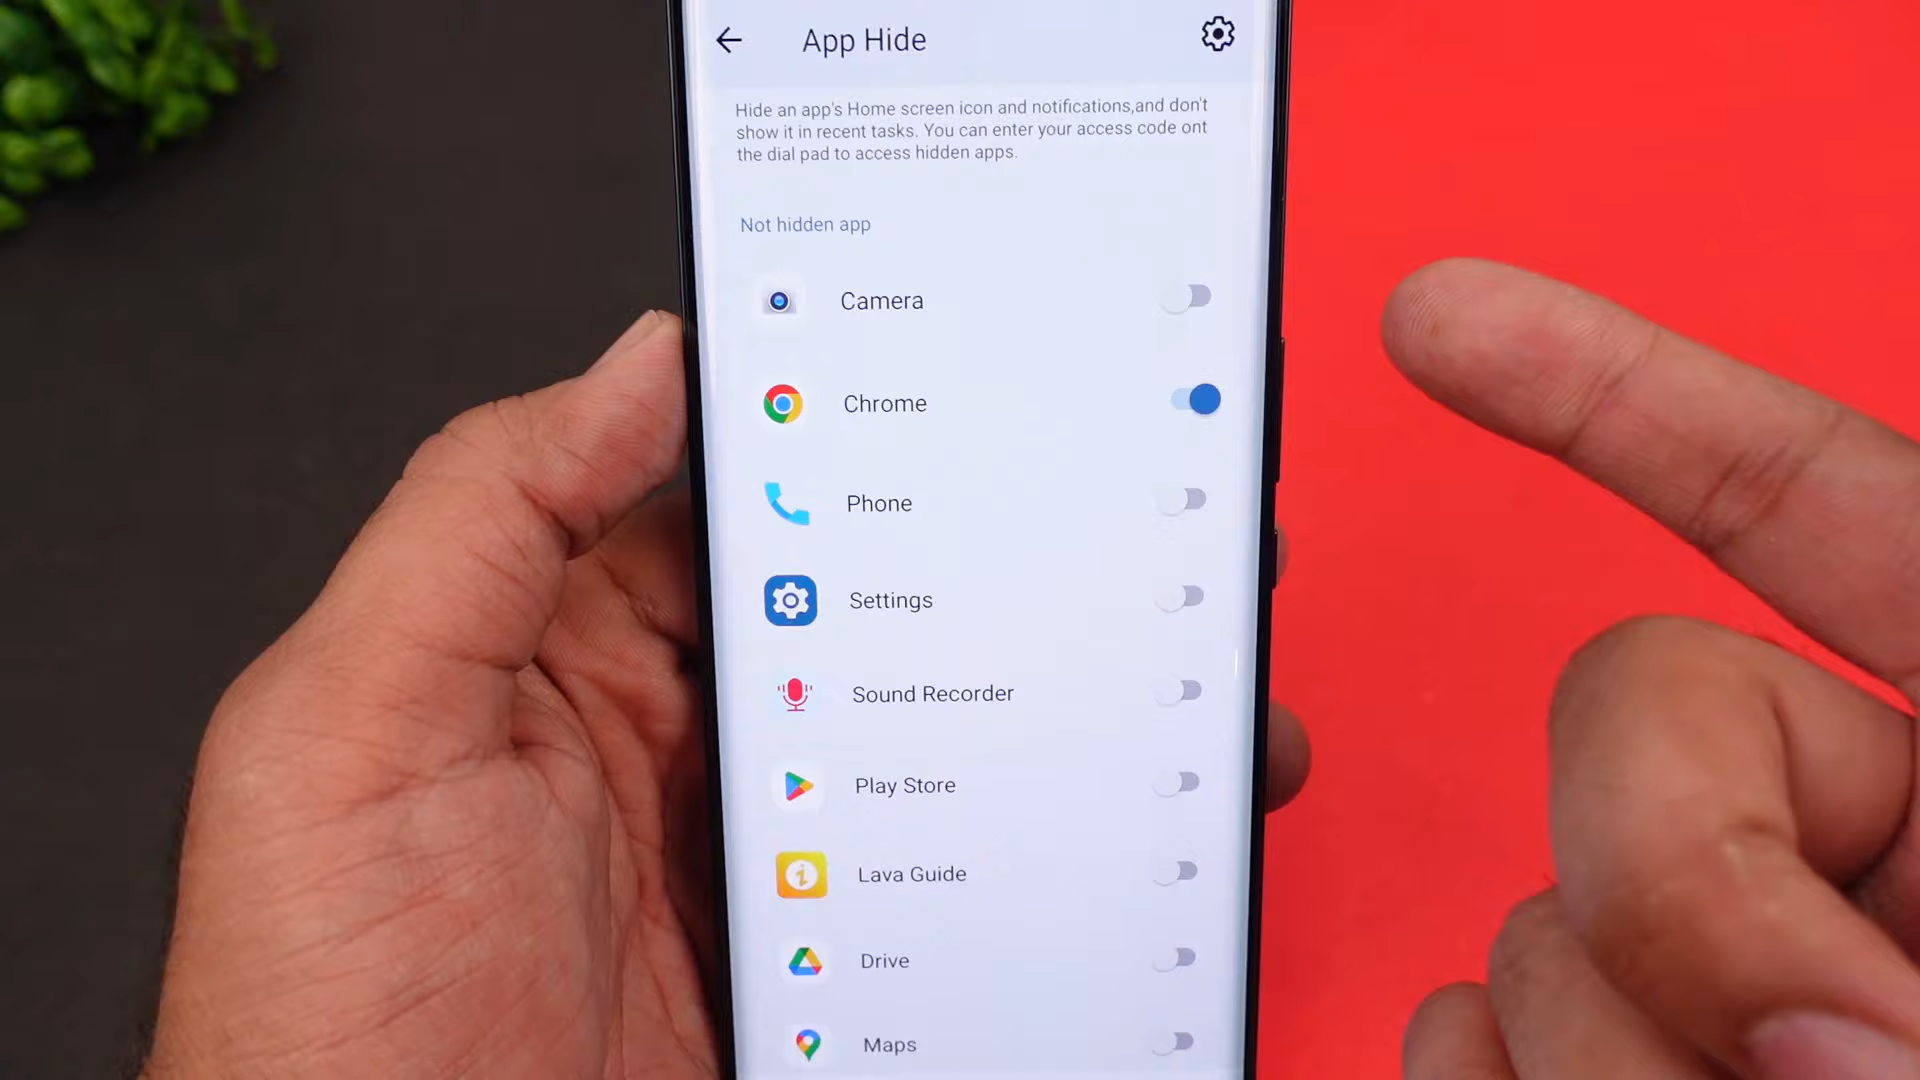 App Hide
Hide an app's Home screen icon and notifications,and don't
show it in recent tasks. You can enter your access code ont
the dial pad to access hidden apps.
Not hidden app
Camera
Chrome
Phone
Settings
Sound Recorder
Play Store
Lava Guide
Drive
Maps